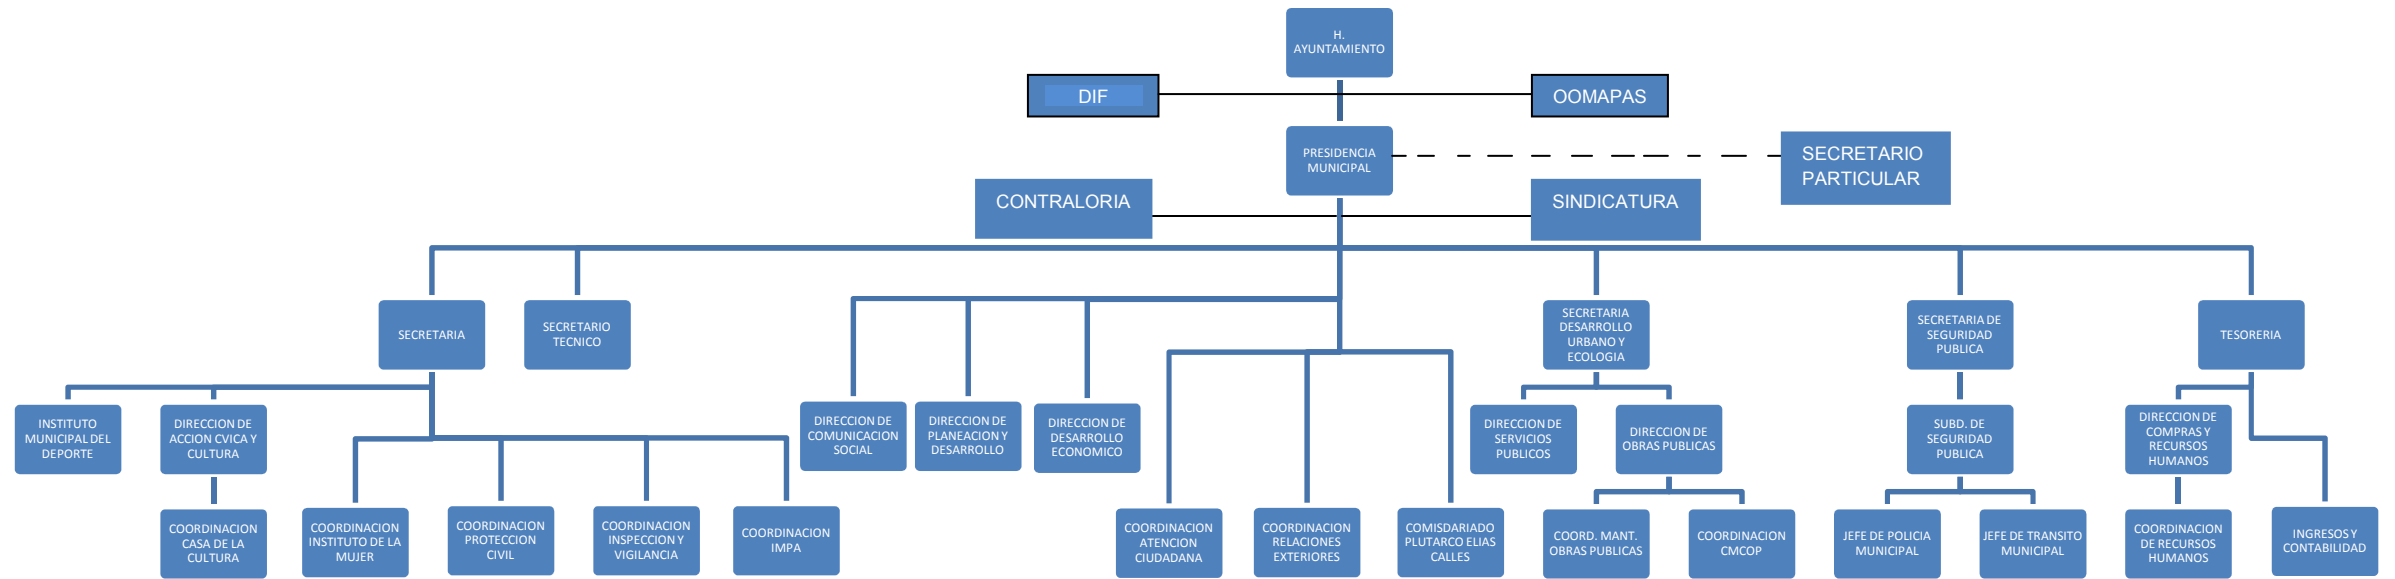 H.
AYUNTAMIENTO
DIF
OOMAPAS
PRESIDENCIA
MUNICIPAL
SECRETARIO
PARTICULAR
CONTRALORIA
SINDICATURA
SECRETARIA
SECRETARIO
TECNICO
SECRETARIA
DESARROLLO
URBANO Y
ECOLOGIA
SECRETARIA DE
SEGURIDAD
PUBLICA
TESORERIA
INSTITUTO
MUNICIPAL DEL
DEPORTE
DIRECCION DE
ACCION CVICA Y
CULTURA
DIRECCION DE
COMUNICACION
SOCIAL
DIRECCION DE
PLANEACION Y
DESARROLLO
DIRECCION DE
DESARROLLO
ECONOMICO
DIRECCION DE
SERVICIOS
PUBLICOS
DIRECCION DE
OBRAS PUBLICAS
SUBD. DE
SEGURIDAD
PUBLICA
DIRECCION DE
COMPRAS Y
RECURSOS
HUMANOS
COORDINACION
CASA DE LA
CULTURA
COORDINACION
INSTITUTO DE LA
MUJER
COORDINACION
PROTECCION
CIVIL
COORDINACION
INSPECCION Y
VIGILANCIA
COORDINACION
IMPA
COORDINACION
ATENCION
CIUDADANA
COORDINACION
RELACIONES
EXTERIORES
COMISDARIADO
PLUTARCO ELIAS
CALLES
COORD. MANT.
OBRAS PUBLICAS
COORDINACION
CMCOP
JEFE DE POLICIA
MUNICIPAL
JEFE DE TRANSITO
MUNICIPAL
COORDINACION
DE RECURSOS
HUMANOS
INGRESOS Y
CONTABILIDAD